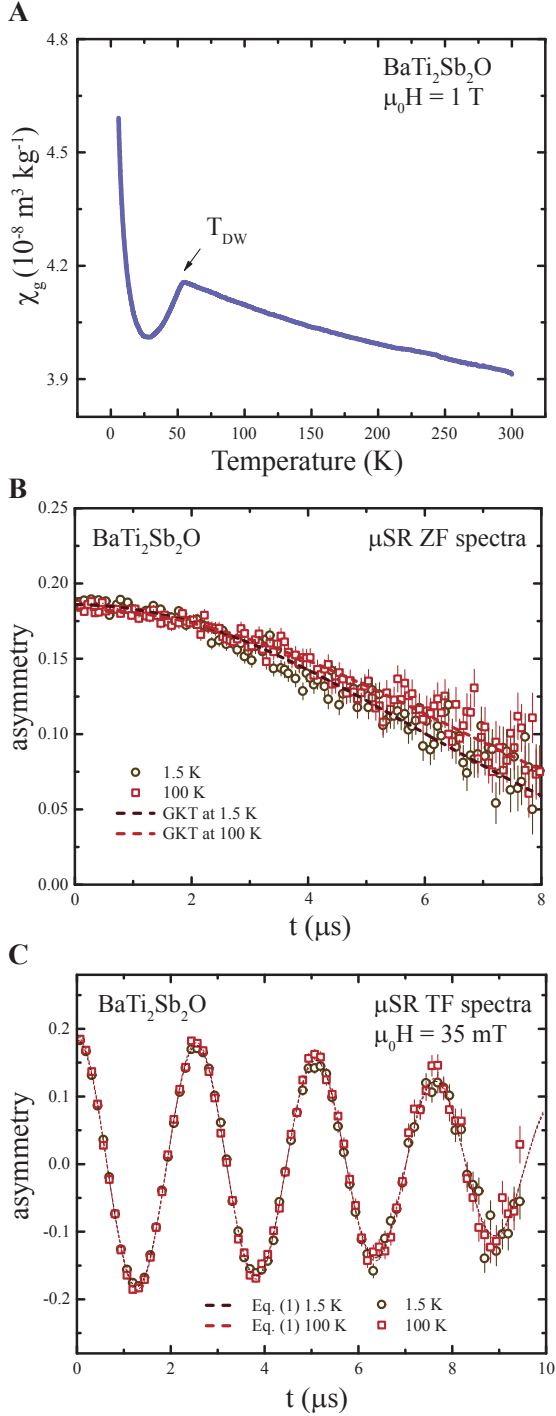 A
4.8
4.5
4.2
3.9
χg (10⁻⁸ m³ kg⁻¹)
BaTi₂Sb₂O
μ₀H = 1 T
T_DW
0 50 100 150 200 250 300
Temperature (K)
B
0.25
0.20
0.15
0.10
0.05
0.00
asymmetry
BaTi₂Sb₂O μSR ZF spectra
1.5 K
100 K
GKT at 1.5 K
GKT at 100 K
0 2 4 6 8
t (μs)
C
0.2
0.1
0.0
-0.1
-0.2
asymmetry
BaTi₂Sb₂O μSR TF spectra
μ₀H = 35 mT
Eq. (1) 1.5 K 1.5 K
Eq. (1) 100 K 100 K
0 2 4 6 8 10
t (μs)